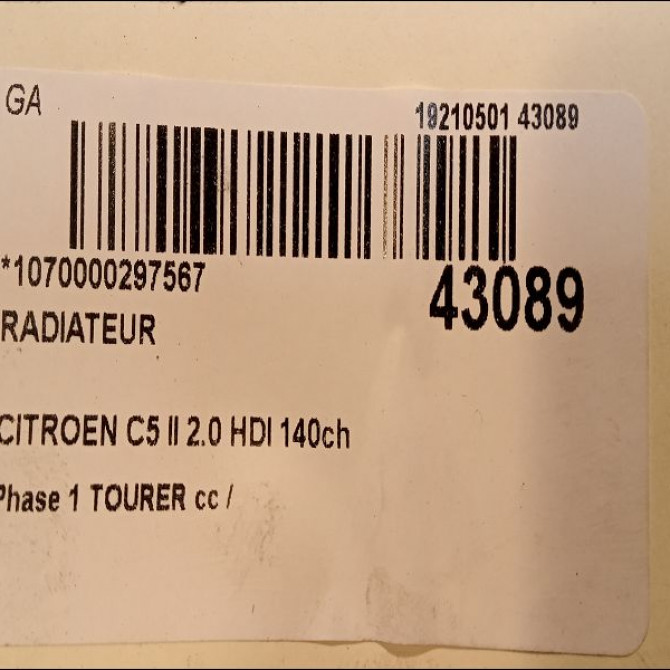 GA
19210501 43089
*1070000297567
43089
RADIATEUR
CITROEN C5 II 2.0 HDI 140ch
Phase 1 TOURER cc /